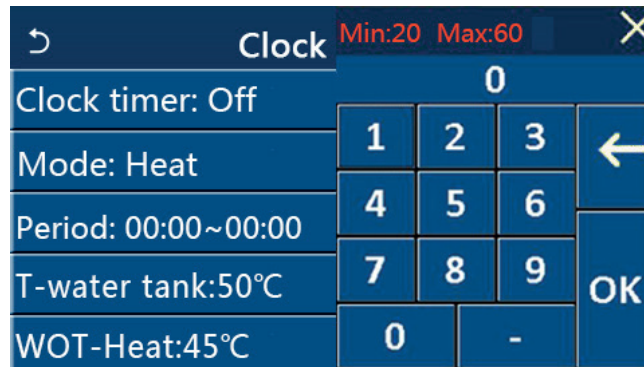 Clock
Clock timer: Off
Mode: Heat
Period: 00:00~00:00
T-water tank:50℃
WOT-Heat:45℃
Min:20 Max:60
0
1 2 3
4 5 6
7 8 9
OK
0 -